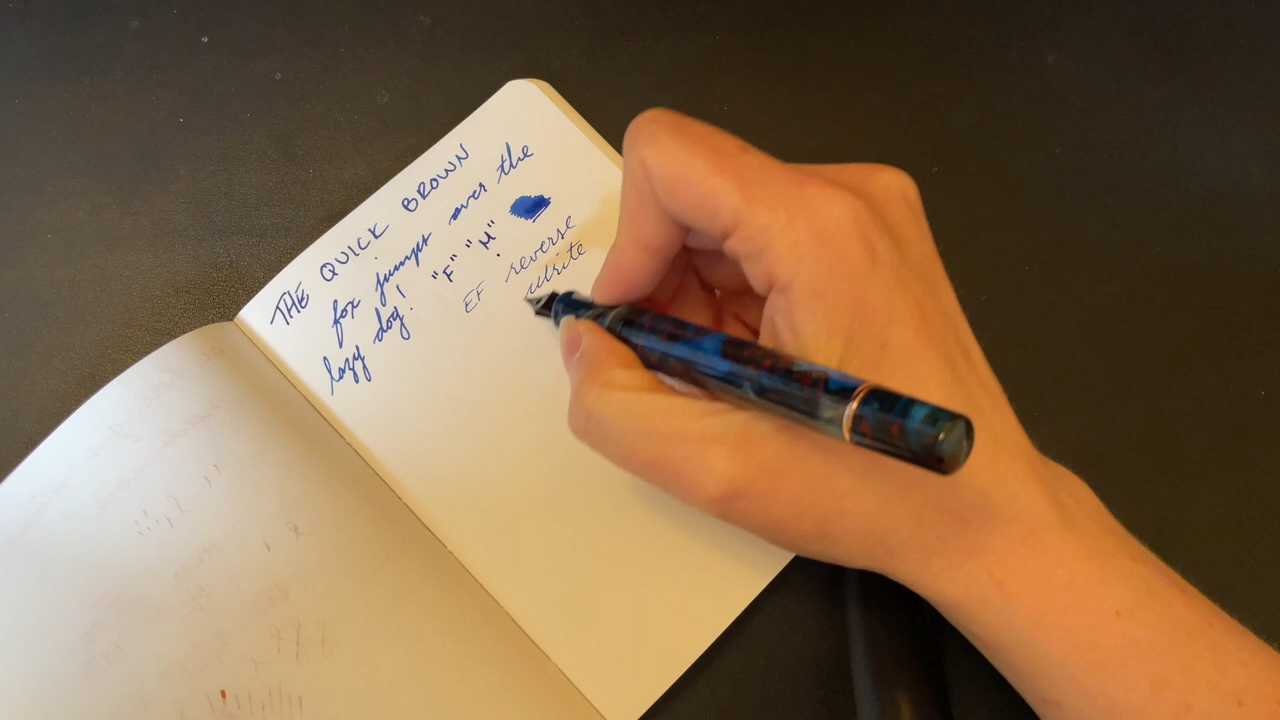 THE QUICK BROWN
fox jumps over the
lazy dog! "F" "M"
EF reverse
write